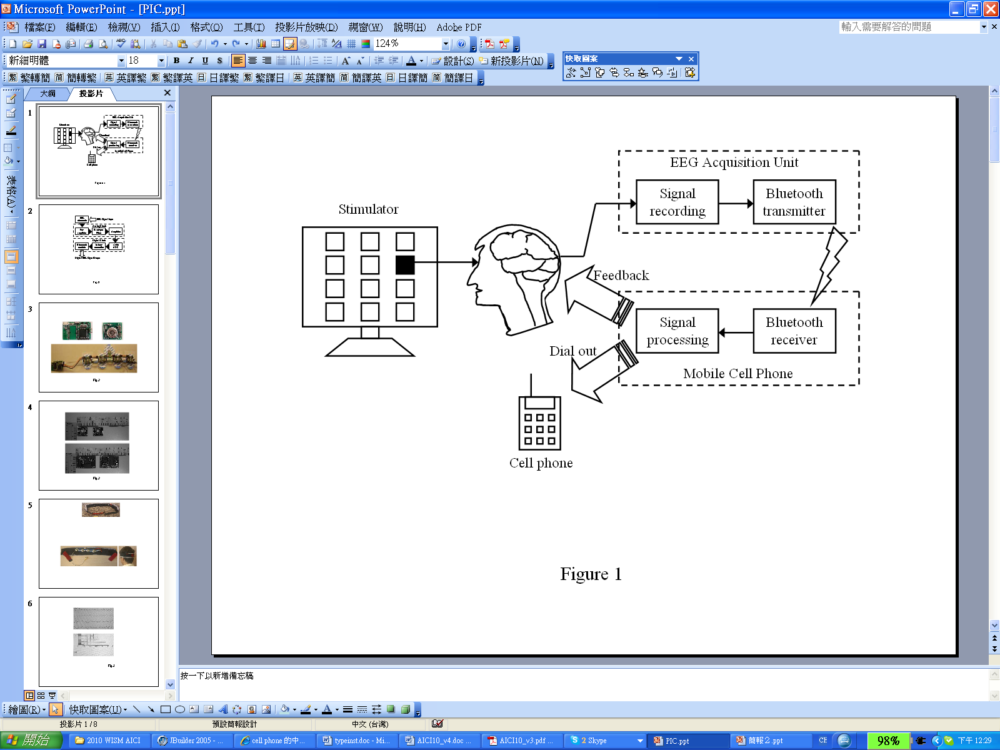 Microsoft PowerPoint - [PIC.ppt]
檔案(F) 編輯(E) 檢視(V) 插入(I) 格式(O) 工具(T) 投影片放映(D) 視窗(W) 說明(H) Adobe PDF
輸入需要解答的問題
124%
新細明體 18 B I U S A A A 設計(S) 新投影片(N)
快取圖案
繁 繁轉簡 简 簡轉繁 英 英譯繁 繁 繁譯英 日 日譯繁 繁 繁譯日 英 英譯簡 简 簡譯英 日 日譯簡 简 簡譯日
大綱 投影片
表格(A)
1
2
3
4
5
6
EEG Acquisition Unit
Signal recording
Bluetooth transmitter
Stimulator
Feedback
Signal processing
Bluetooth receiver
Dial out
Mobile Cell Phone
Cell phone
Figure 1
按一下以新增備忘稿
繪圖(R) 快取圖案(U) A
投影片 1 / 8 預設簡報設計 中文 (台灣)
開始 2010 WISM AICI JBuilder 2005 - ... cell phone 的中... typeinst.doc - Mi... AICI10_v4.doc ... AICI10_v3.pdf ... 2 Skype PIC.ppt 簡報2.ppt CH 98% 下午 12:29